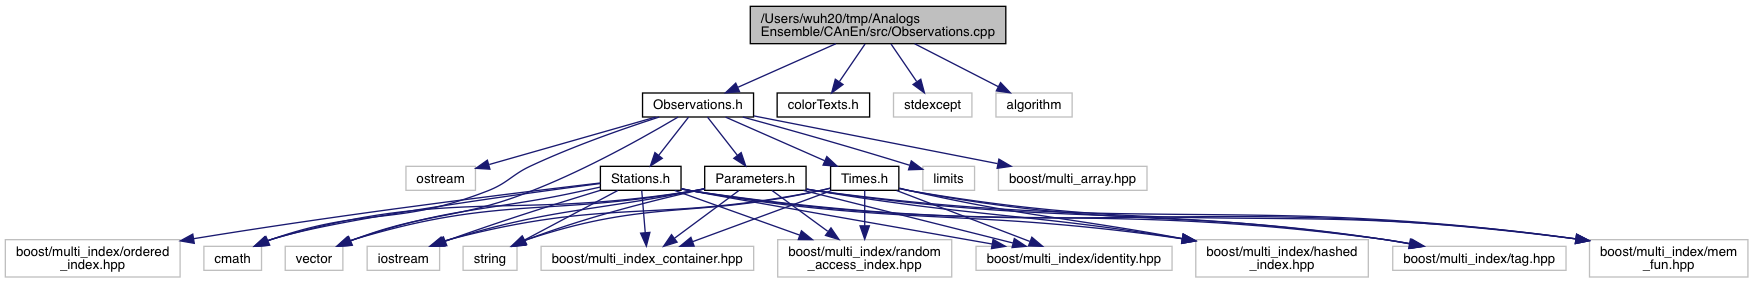 /Users/wuh20/tmp/Analogs
Ensemble/CAnEn/src/Observations.cpp
Observations.h
colorTexts.h
stdexcept
algorithm
ostream
Stations.h
Parameters.h
Times.h
limits
boost/multi_array.hpp
boost/multi_index/ordered
_index.hpp
cmath
vector
iostream
string
boost/multi_index_container.hpp
boost/multi_index/random
_access_index.hpp
boost/multi_index/identity.hpp
boost/multi_index/hashed
_index.hpp
boost/multi_index/tag.hpp
boost/multi_index/mem
_fun.hpp